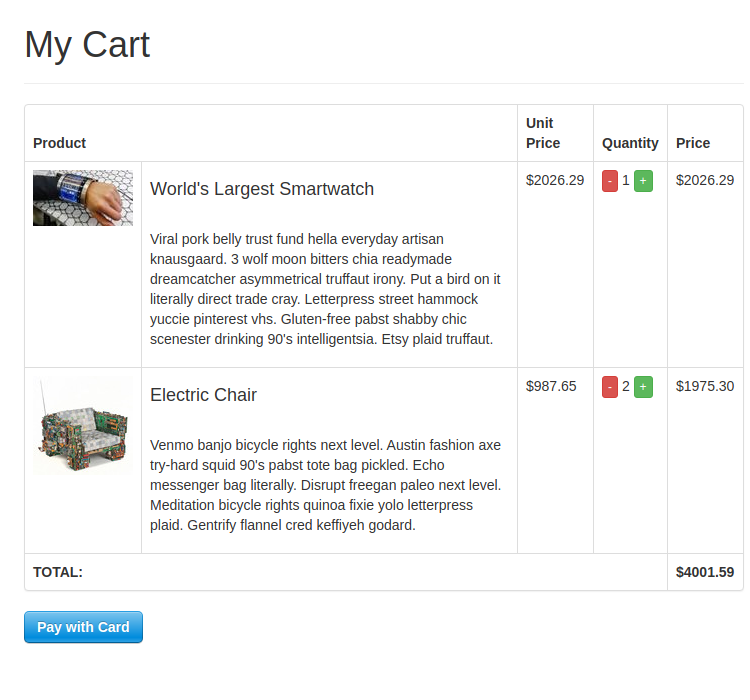 My Cart
Product
Unit
Price
Quantity
Price
World's Largest Smartwatch
$2026.29
- 1 +
$2026.29
Viral pork belly trust fund hella everyday artisan
knausgaard. 3 wolf moon bitters chia readymade
dreamcatcher asymmetrical truffaut irony. Put a bird on it
literally direct trade cray. Letterpress street hammock
yuccie pinterest vhs. Gluten-free pabst shabby chic
scenester drinking 90's intelligentsia. Etsy plaid truffaut.
Electric Chair
$987.65
- 2 +
$1975.30
Venmo banjo bicycle rights next level. Austin fashion axe
try-hard squid 90's pabst tote bag pickled. Echo
messenger bag literally. Disrupt freegan paleo next level.
Meditation bicycle rights quinoa fixie yolo letterpress
plaid. Gentrify flannel cred keffiyeh godard.
TOTAL:
$4001.59
Pay with Card